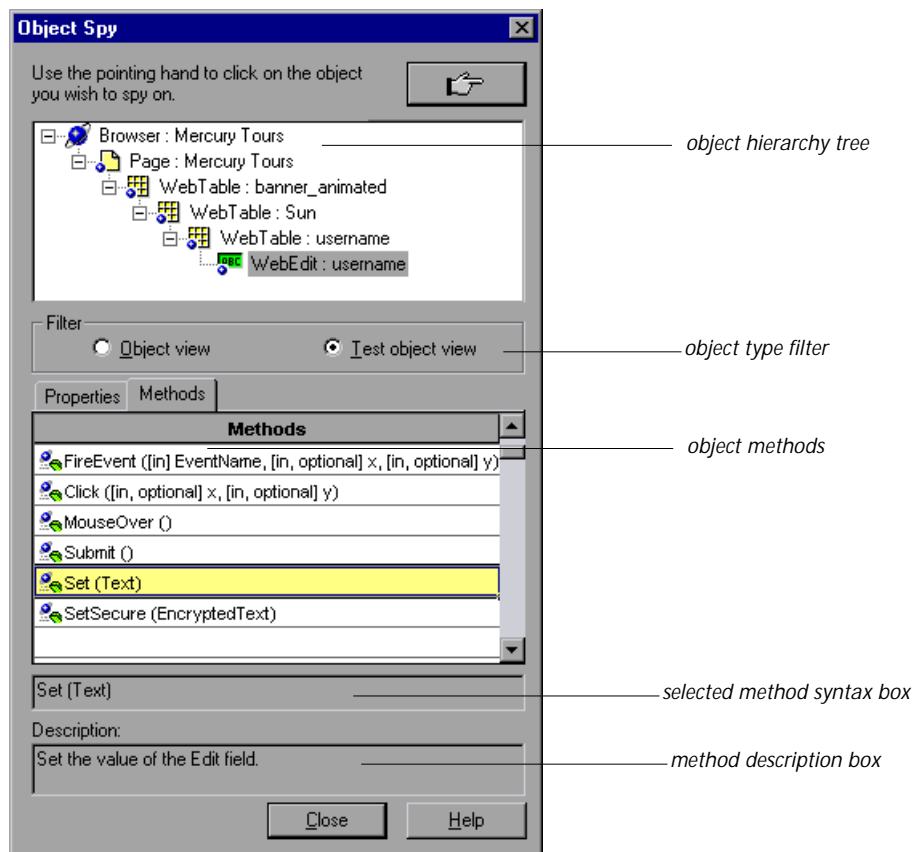 Object Spy
Use the pointing hand to click on the object
you wish to spy on.
Browser : Mercury Tours
object hierarchy tree
Page : Mercury Tours
WebTable : banner_animated
WebTable : Sun
WebTable : username
ABC
WebEdit : username
Filter
Object view
Test object view
object type filter
Properties
Methods
Methods
object methods
FireEvent ([in] EventName, [in, optional] x, [in, optional] y)
Click ([in, optional] x, [in, optional] y)
MouseOver ()
Submit ()
Set (Text)
SetSecure (EncryptedText)
Set (Text)
selected method syntax box
Description:
Set the value of the Edit field.
method description box
Close
Help